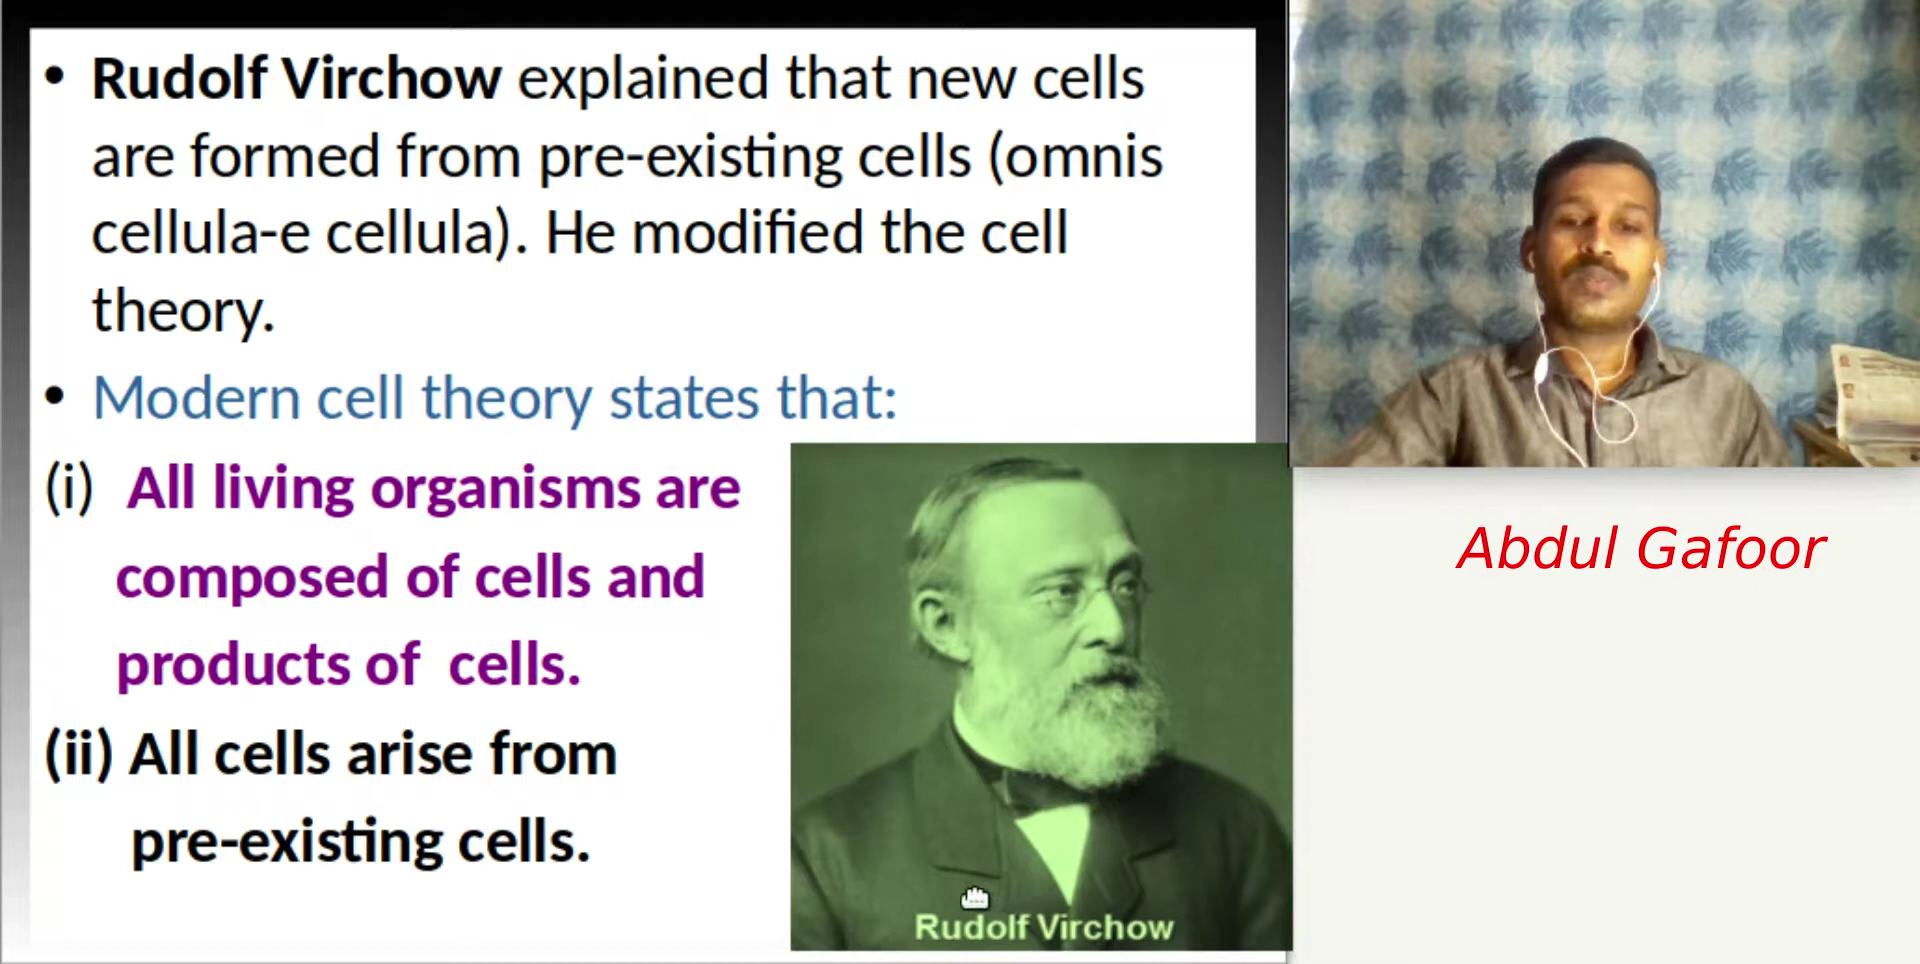 • Rudolf Virchow explained that new cells
are formed from pre-existing cells (omnis
cellula-e cellula). He modified the cell
theory.
• Modern cell theory states that:
(i) All living organisms are
composed of cells and
products of cells.
(ii) All cells arise from
pre-existing cells.
Rudolf Virchow
Abdul Gafoor